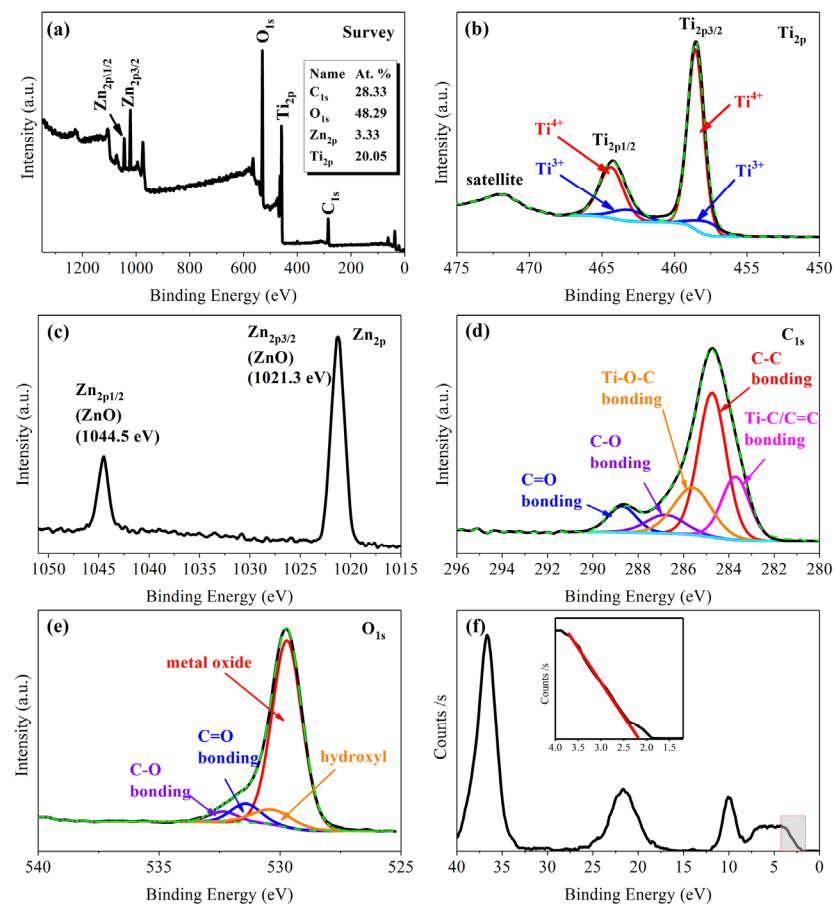 (a)
Survey
O1s
Zn2p\1/2
Zn2p3/2
Ti2p
C1s
Name At. %
C1s 28.33
O1s 48.29
Zn2p 3.33
Ti2p 20.05
Intensity (a.u.)
1200 1000 800 600 400 200 0
Binding Energy (eV)
(b)
Ti2p3/2
Ti2p
Ti4+
Ti4+
Ti2p1/2
Ti3+
Ti3+
satellite
Intensity (a.u.)
475 470 465 460 455 450
Binding Energy (eV)
(c)
Zn2p3/2
(ZnO)
(1021.3 eV)
Zn2p
Zn2p1/2
(ZnO)
(1044.5 eV)
Intensity (a.u.)
1050 1045 1040 1035 1030 1025 1020 1015
Binding Energy (eV)
(d)
C1s
C-C
bonding
Ti-O-C
bonding
Ti-C/C=C
bonding
C-O
bonding
C=O
bonding
Intensity (a.u.)
296 294 292 290 288 286 284 282 280
Binding Energy (eV)
(e)
O1s
metal oxide
C=O
bonding
hydroxyl
C-O
bonding
Intensity (a.u.)
540 535 530 525
Binding Energy (eV)
(f)
Counts /s
4.0 3.5 3.0 2.5 2.0 1.5
Counts /s
40 35 30 25 20 15 10 5 0
Binding Energy (eV)